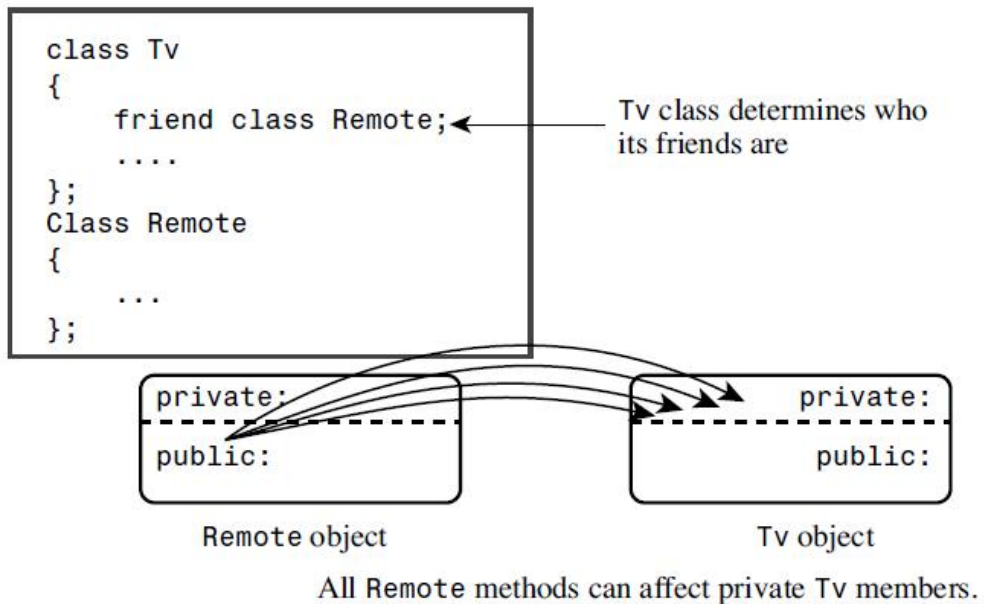 class Tv
{
friend class Remote;
....
};
Class Remote
{
...
};
Tv class determines who
its friends are
private:
public:
Remote object
private:
public:
Tv object
All Remote methods can affect private Tv members.